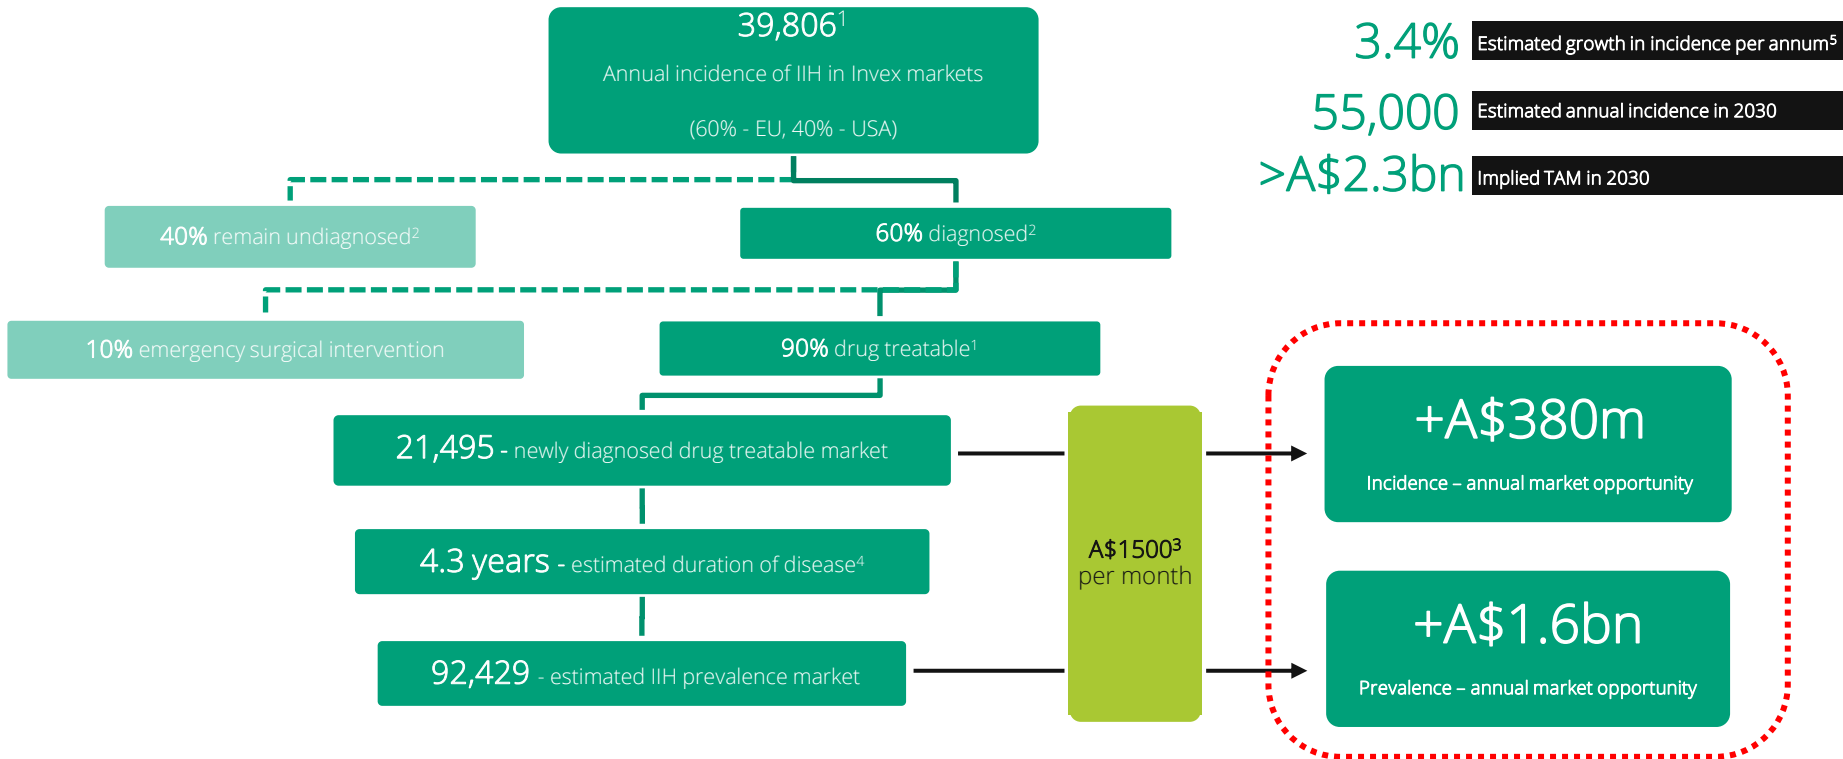 39,806¹
Annual incidence of IIH in Invex markets
(60% - EU, 40% - USA)
3.4% Estimated growth in incidence per annum⁵
55,000 Estimated annual incidence in 2030
>A$2.3bn Implied TAM in 2030
40% remain undiagnosed²
60% diagnosed²
10% emergency surgical intervention
90% drug treatable¹
21,495 - newly diagnosed drug treatable market
4.3 years - estimated duration of disease⁴
92,429 - estimated IIH prevalence market
A$1500³
per month
+A$380m
Incidence – annual market opportunity
+A$1.6bn
Prevalence – annual market opportunity